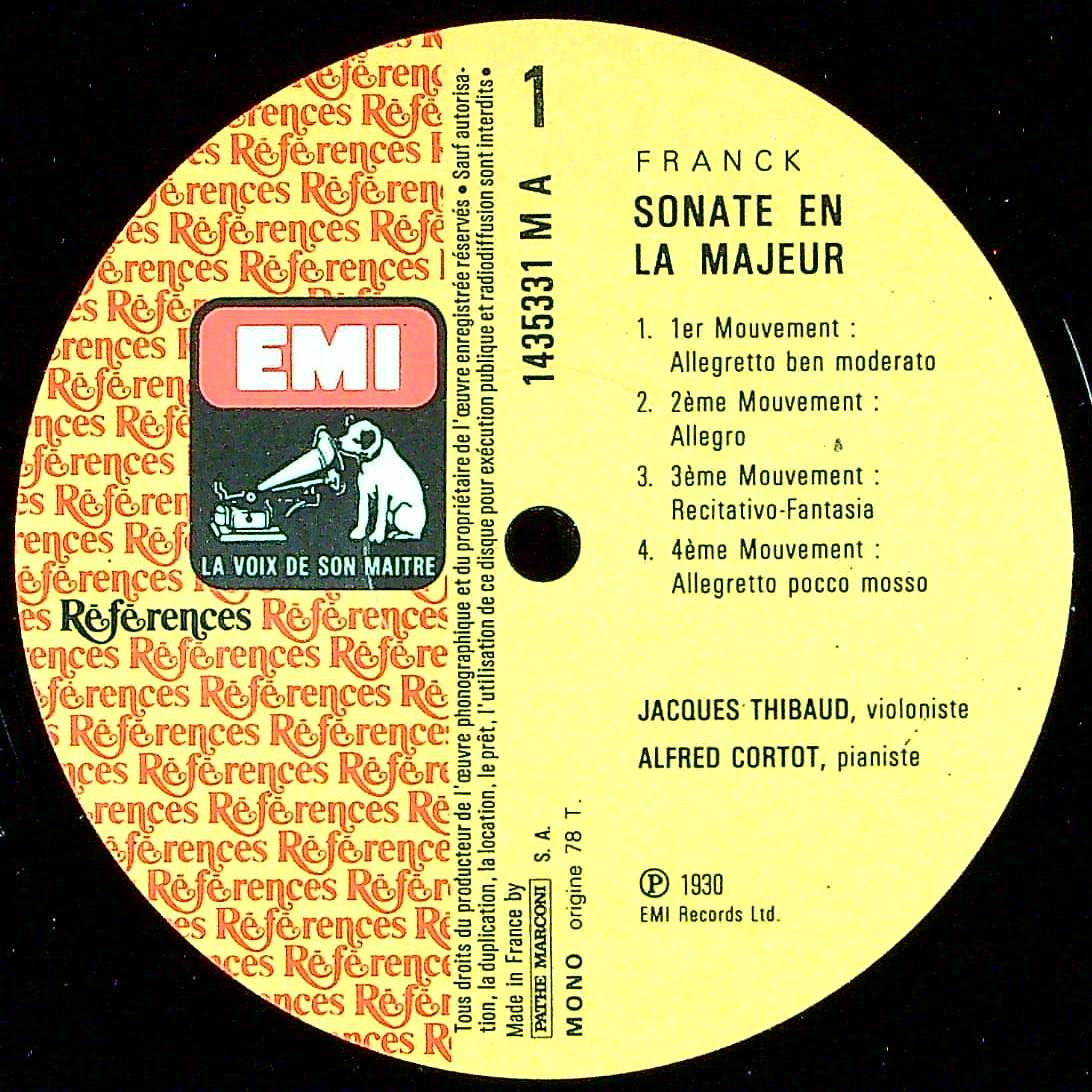 FRANCK
SONATE EN
LA MAJEUR
1. 1er Mouvement :
Allegretto ben moderato
2. 2ème Mouvement :
Allegro
3. 3ème Mouvement :
Recitativo-Fantasia
4. 4ème Mouvement :
Allegretto pocco mosso
JACQUES THIBAUD, violoniste
ALFRED CORTOT, pianiste
Ⓟ 1930
EMI Records Ltd.
1435331 M A 1
EMI
LA VOIX DE SON MAITRE
Références
Tous droits du producteur de l'œuvre phonographique et du propriétaire de l'œuvre enregistrée réservés • Sauf autorisa-
tion, la duplication, la location, le prêt, l'utilisation de ce disque pour exécution publique et radiodiffusion sont interdits •
Made in France by
PATHE MARCONI S. A.
MONO origine 78 T.